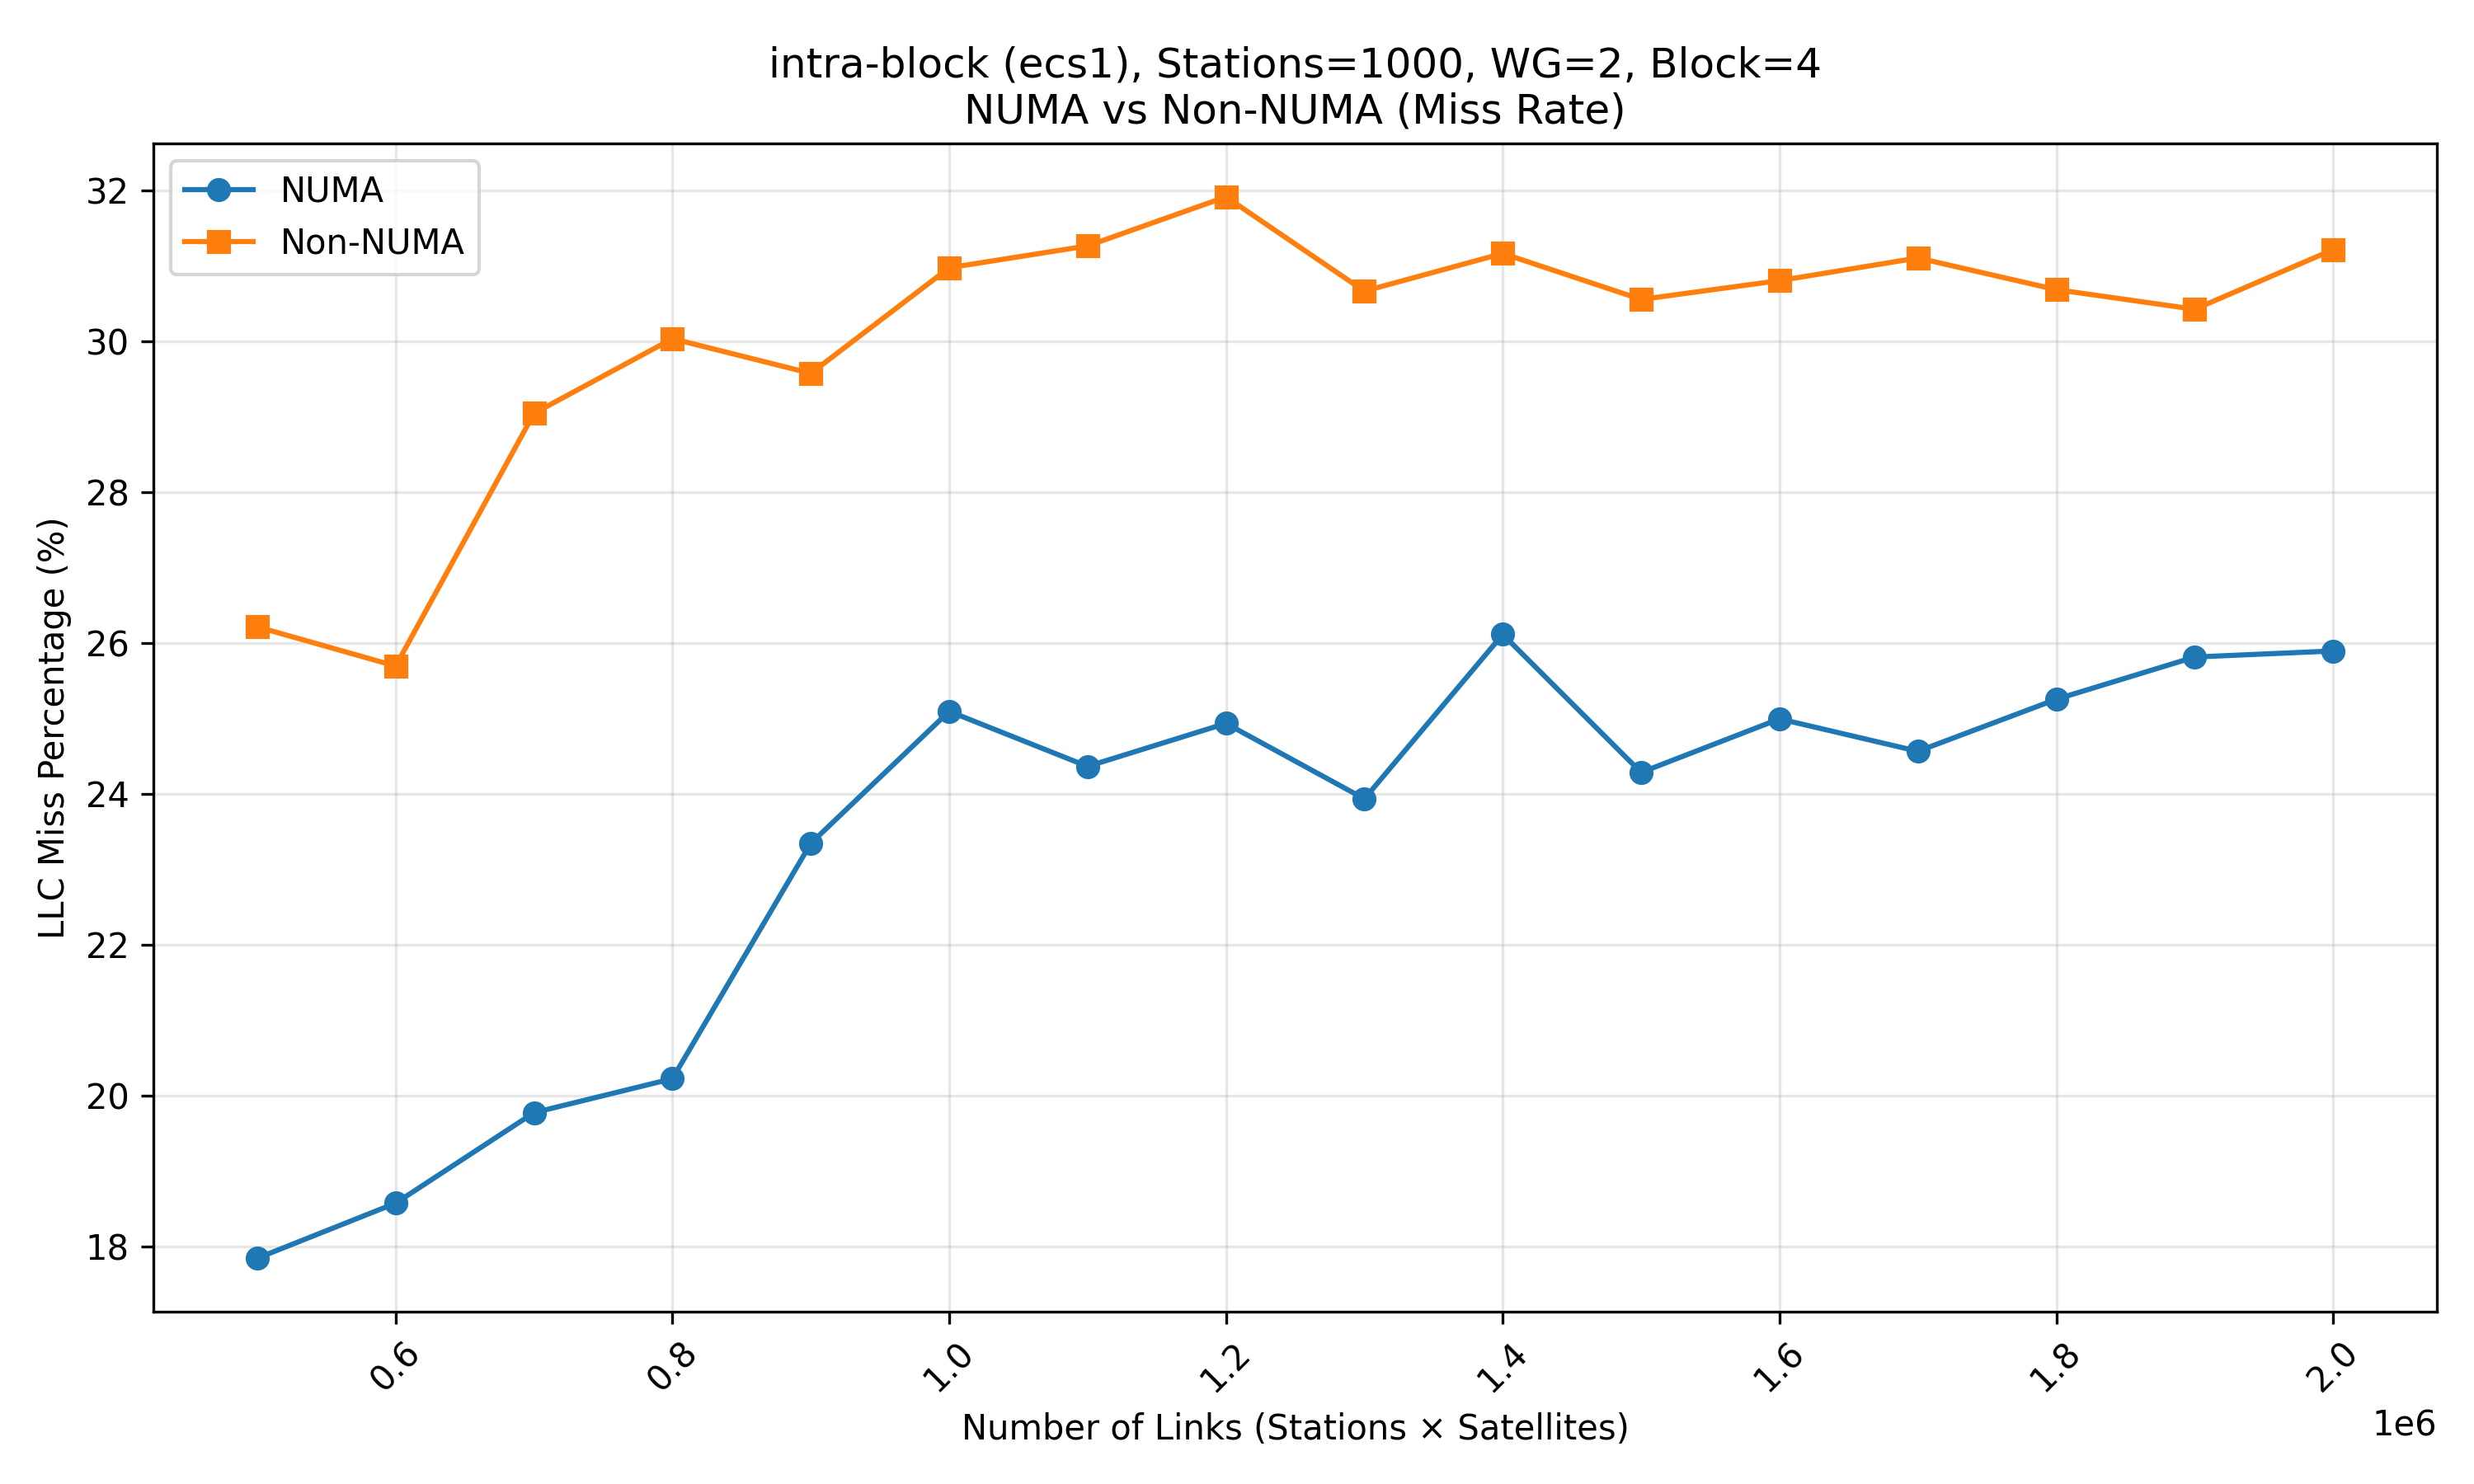 intra-block (ecs1), Stations=1000, WG=2, Block=4
NUMA vs Non-NUMA (Miss Rate)
NUMA
Non-NUMA
LLC Miss Percentage (%)
32
30
28
26
24
22
20
18
0.6
0.8
1.0
1.2
1.4
1.6
1.8
2.0
1e6
Number of Links (Stations × Satellites)